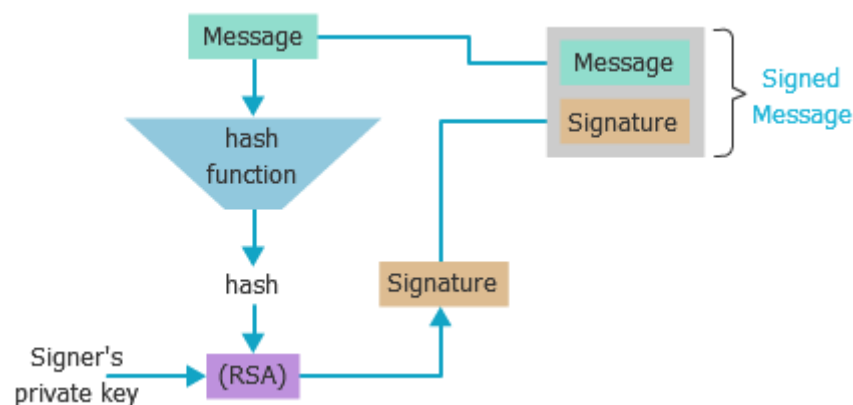 Message
Message
Signature
Signed
Message
hash
function
hash
Signature
Signer's
private key
(RSA)